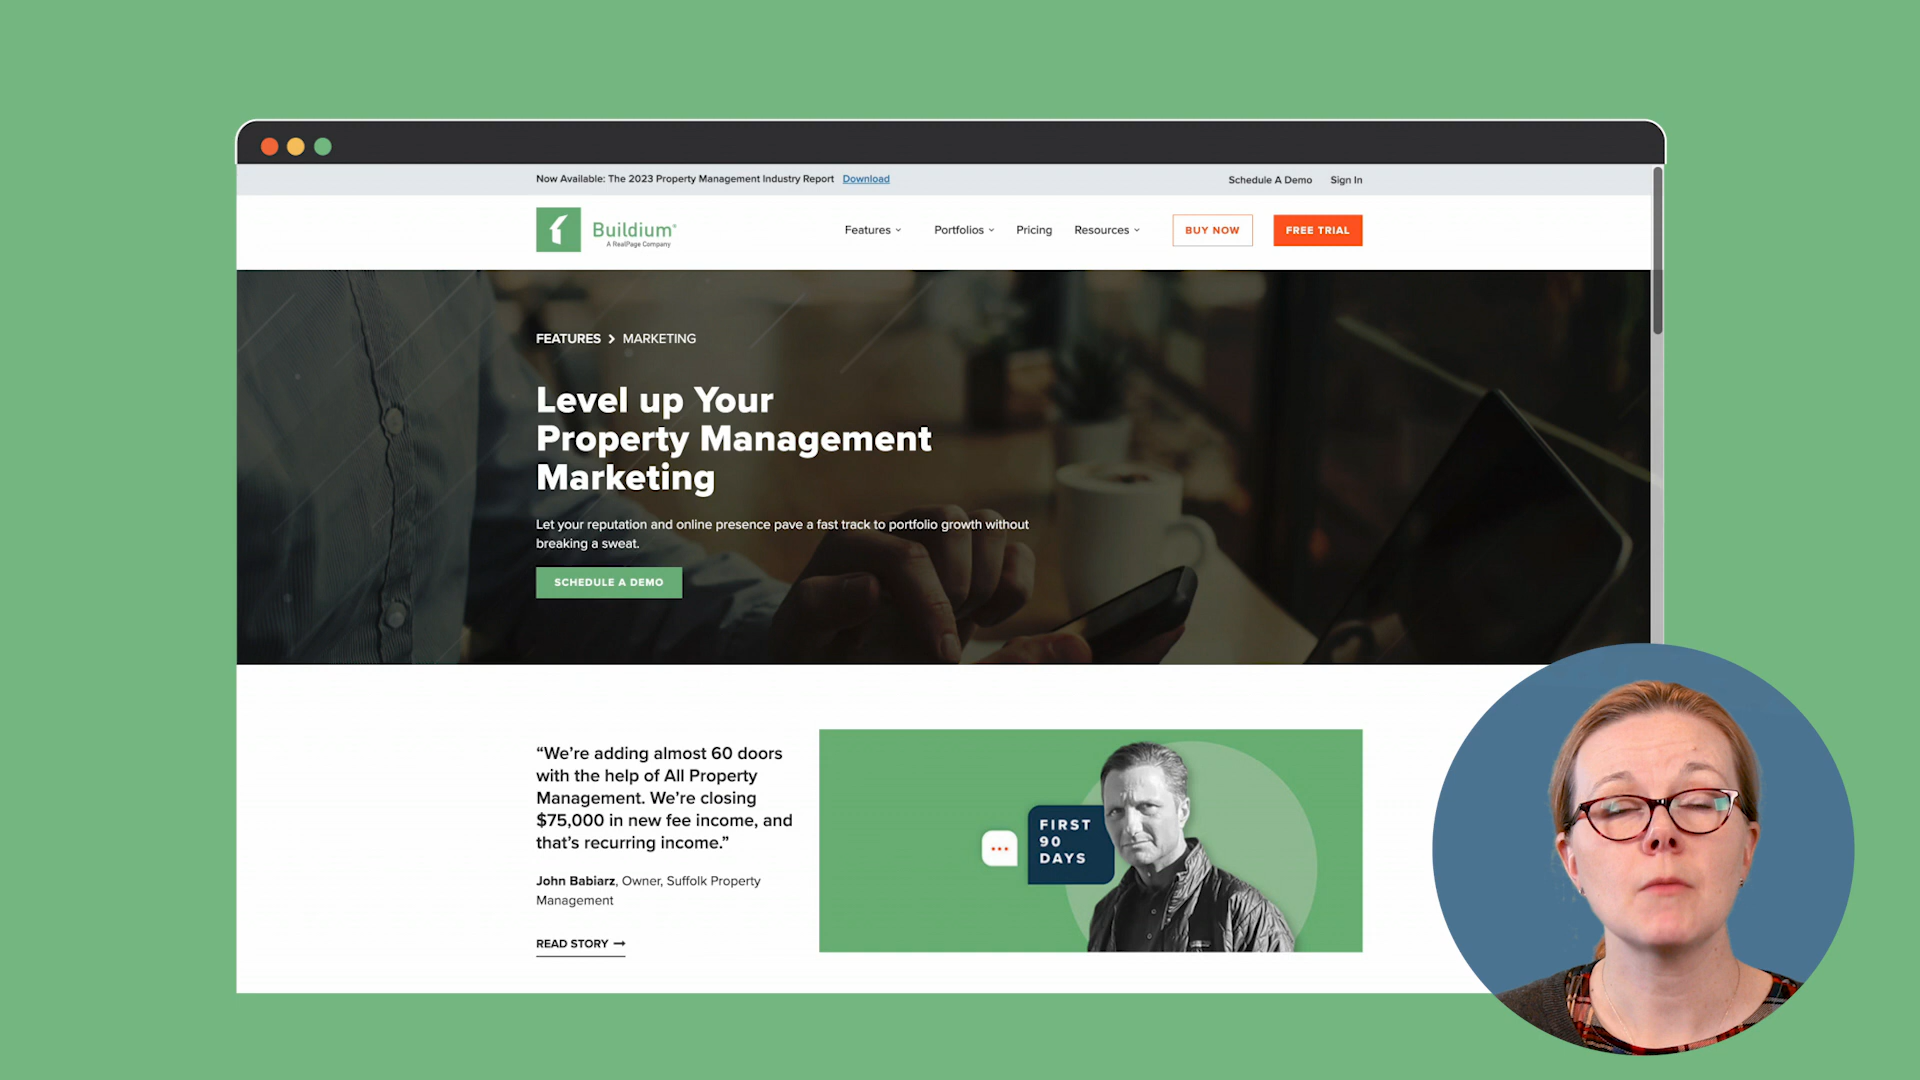 Now Available: The 2023 Property Management Industry Report Download
Schedule A Demo Sign In
Buildium®
A RealPage Company
Features Portfolios Pricing Resources BUY NOW FREE TRIAL
FEATURES > MARKETING
Level up Your
Property Management
Marketing
Let your reputation and online presence pave a fast track to portfolio growth without
breaking a sweat.
SCHEDULE A DEMO
“We’re adding almost 60 doors
with the help of All Property
Management. We’re closing
$75,000 in new fee income, and
that’s recurring income.”
John Babiarz, Owner, Suffolk Property
Management
READ STORY →
FIRST
90
DAYS